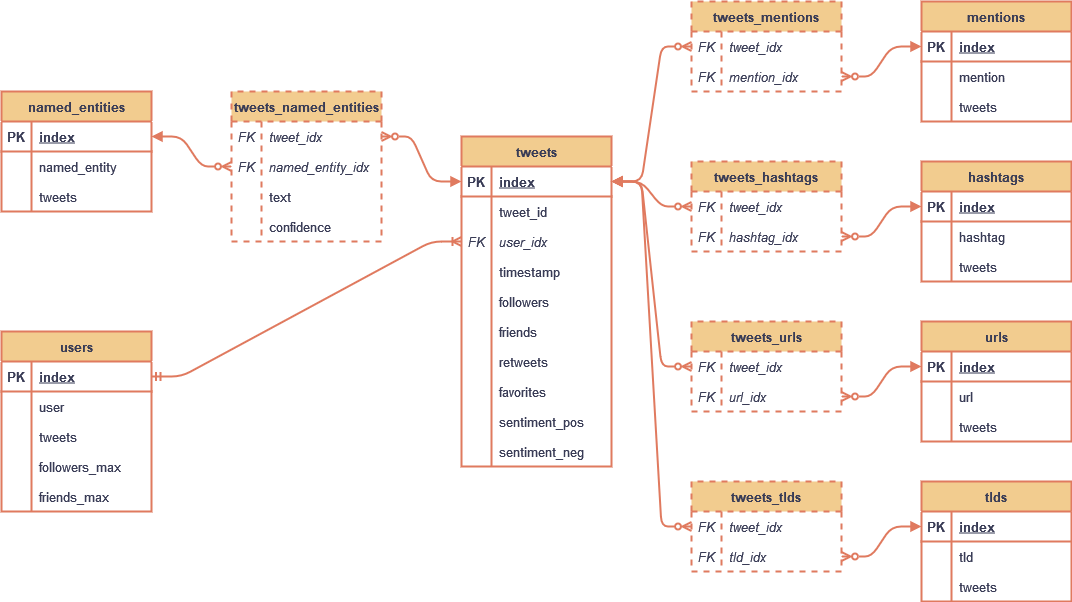 named_entities
PK index
named_entity
tweets
users
PK index
user
tweets
followers_max
friends_max
tweets_named_entities
FK tweet_idx
FK named_entity_idx
text
confidence
tweets
PK index
tweet_id
FK user_idx
timestamp
followers
friends
retweets
favorites
sentiment_pos
sentiment_neg
tweets_mentions
FK tweet_idx
FK mention_idx
mentions
PK index
mention
tweets
tweets_hashtags
FK tweet_idx
FK hashtag_idx
hashtags
PK index
hashtag
tweets
tweets_urls
FK tweet_idx
FK url_idx
urls
PK index
url
tweets
tweets_tlds
FK tweet_idx
FK tld_idx
tlds
PK index
tld
tweets